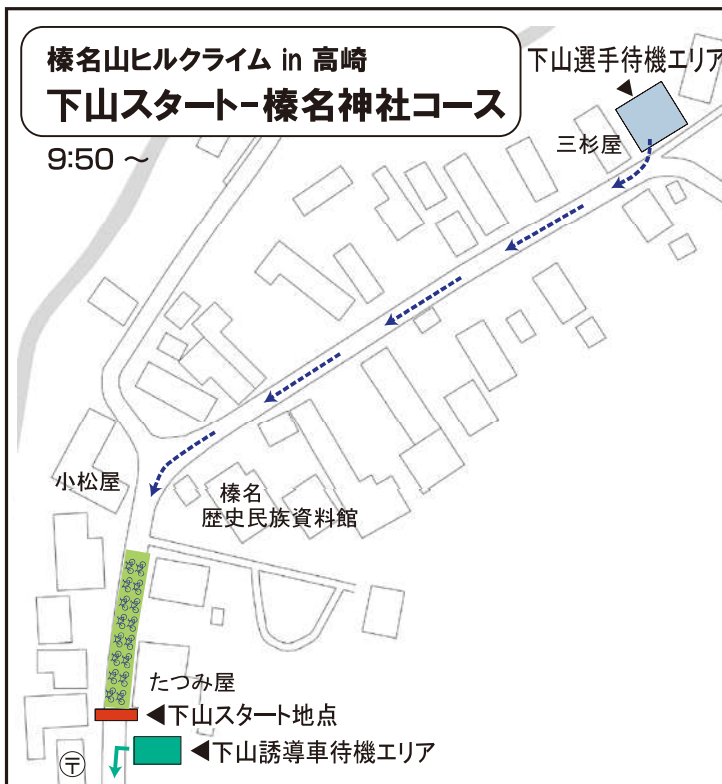 榛名山ヒルクライム in 高崎
下山スタート-榛名神社コース
9:50 ～
下山選手待機エリア
三杉屋
小松屋
榛名
歴史民族資料館
たつみ屋
◀下山スタート地点
◀下山誘導車待機エリア
〒